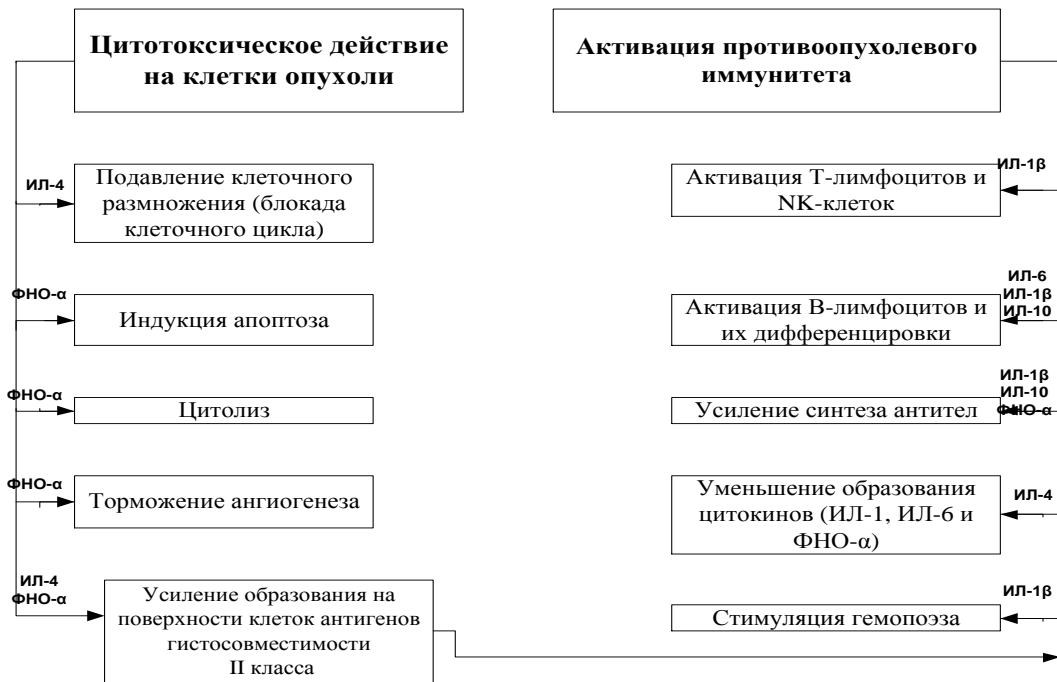 Цитотоксическое действие
на клетки опухоли
ИЛ-4
Подавление клеточного
размножения (блокада
клеточного цикла)
ФНО-α
Индукция апоптоза
ФНО-α
Цитолиз
ФНО-α
Торможение ангиогенеза
ИЛ-4
ФНО-α
Усиление образования на
поверхности клеток антигенов
гистосовместимости
II класса
Активация противоопухолевого
иммунитета
ИЛ-1β
Активация Т-лимфоцитов и
NK-клеток
ИЛ-6
ИЛ-1β
ИЛ-10
Активация В-лимфоцитов и
их дифференцировки
ИЛ-1β
ИЛ-10
ФНО-α
Усиление синтеза антител
ИЛ-4
Уменьшение образования
цитокинов (ИЛ-1, ИЛ-6 и
ФНО-α)
ИЛ-1β
Стимуляция гемопоэза